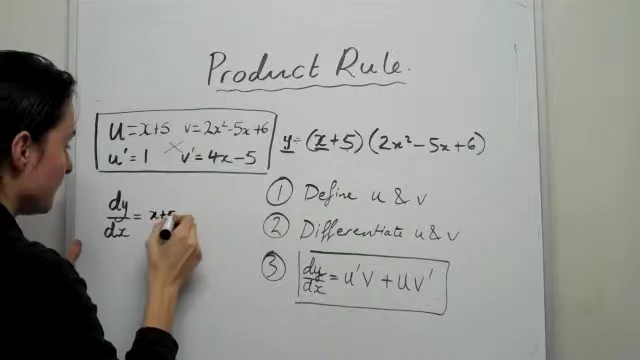 Product Rule.
u = x+5 v = 2x²-5x+6
u' = 1 v' = 4x-5
y = (x+5)(2x²-5x+6)
dy/dx = x+5
① Define u & v
② Differentiate u & v
③ dy/dx = u'v + uv'